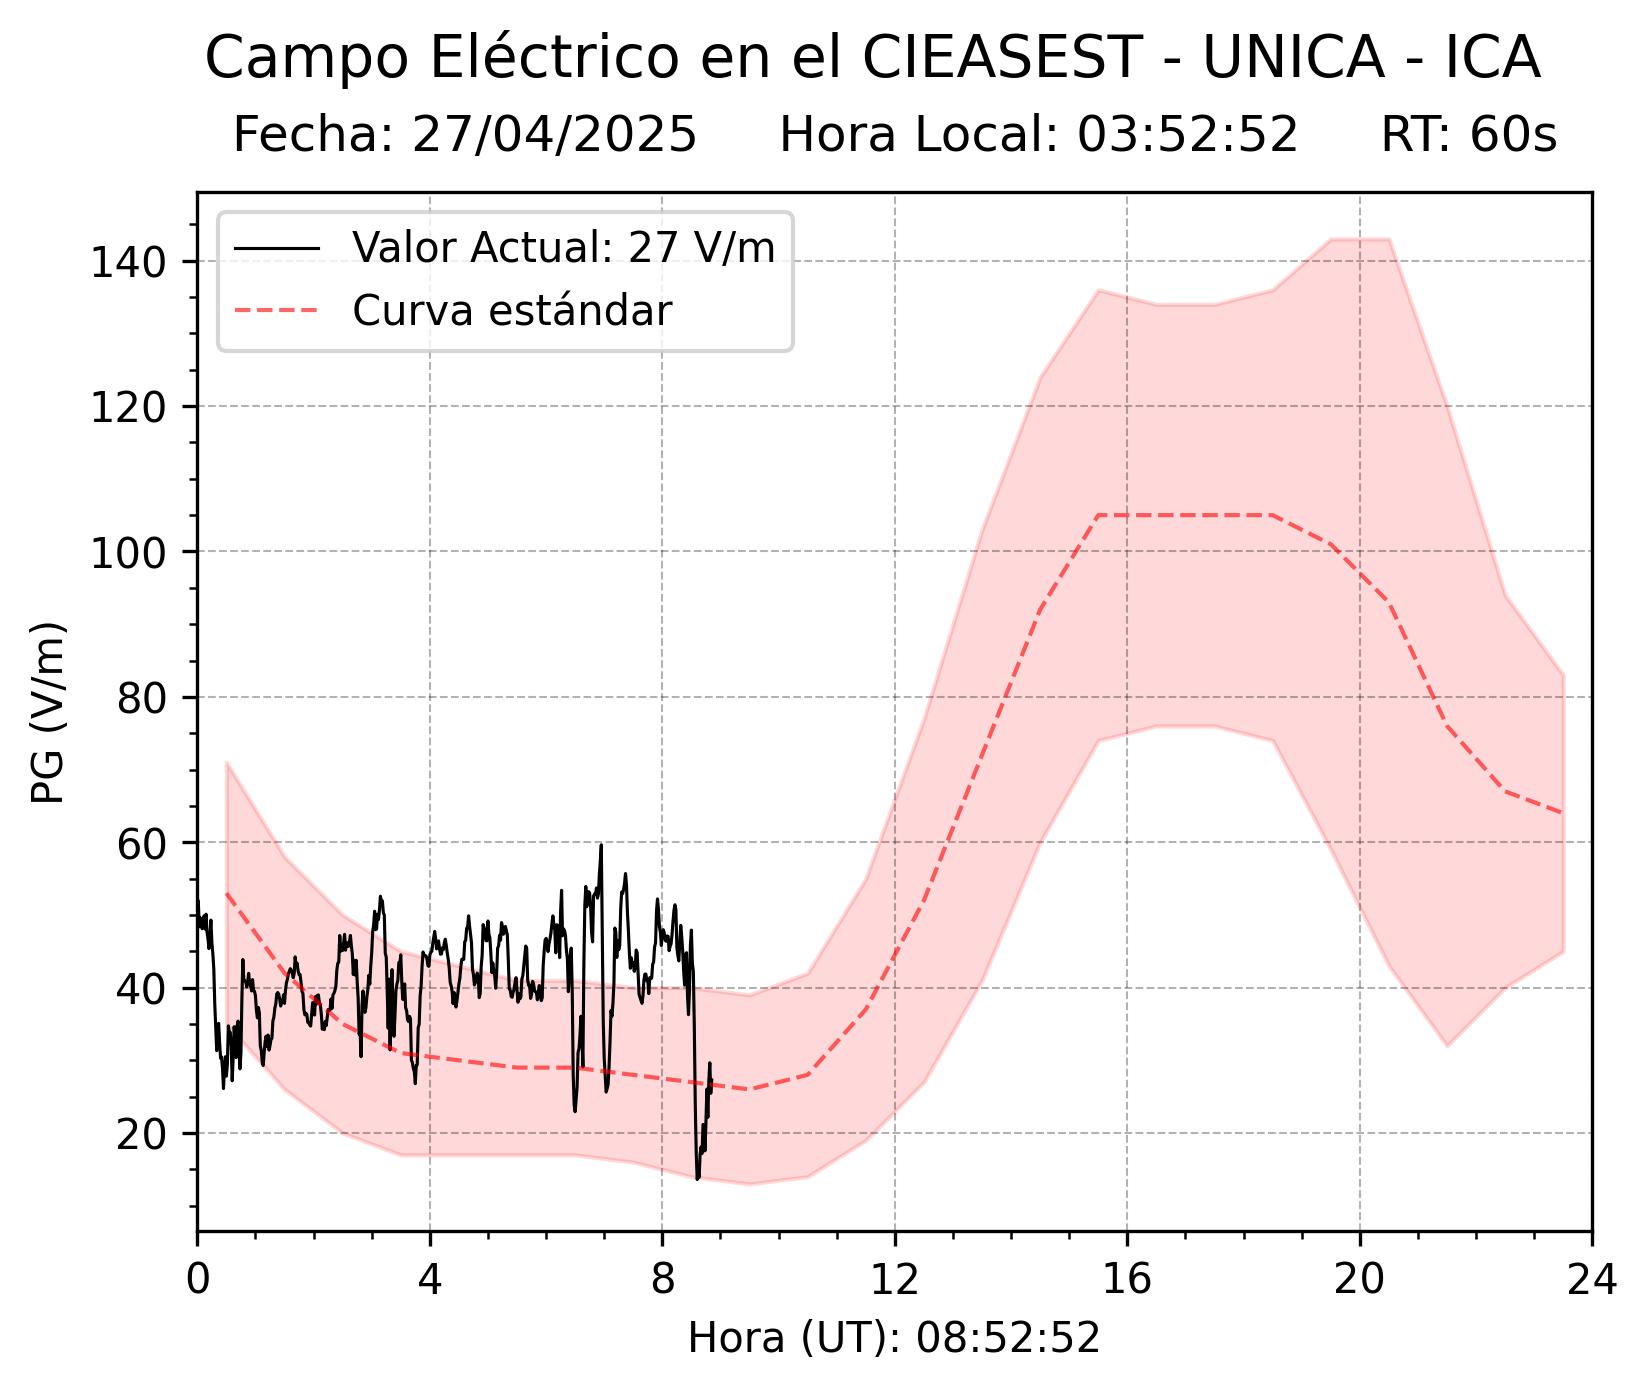 Campo Eléctrico en el CIEASEST - UNICA - ICA
Fecha: 27/04/2025 Hora Local: 03:52:52 RT: 60s
Valor Actual: 27 V/m
Curva estándar
140
120
100
80
60
40
20
PG (V/m)
0 4 8 12 16 20 24
Hora (UT): 08:52:52